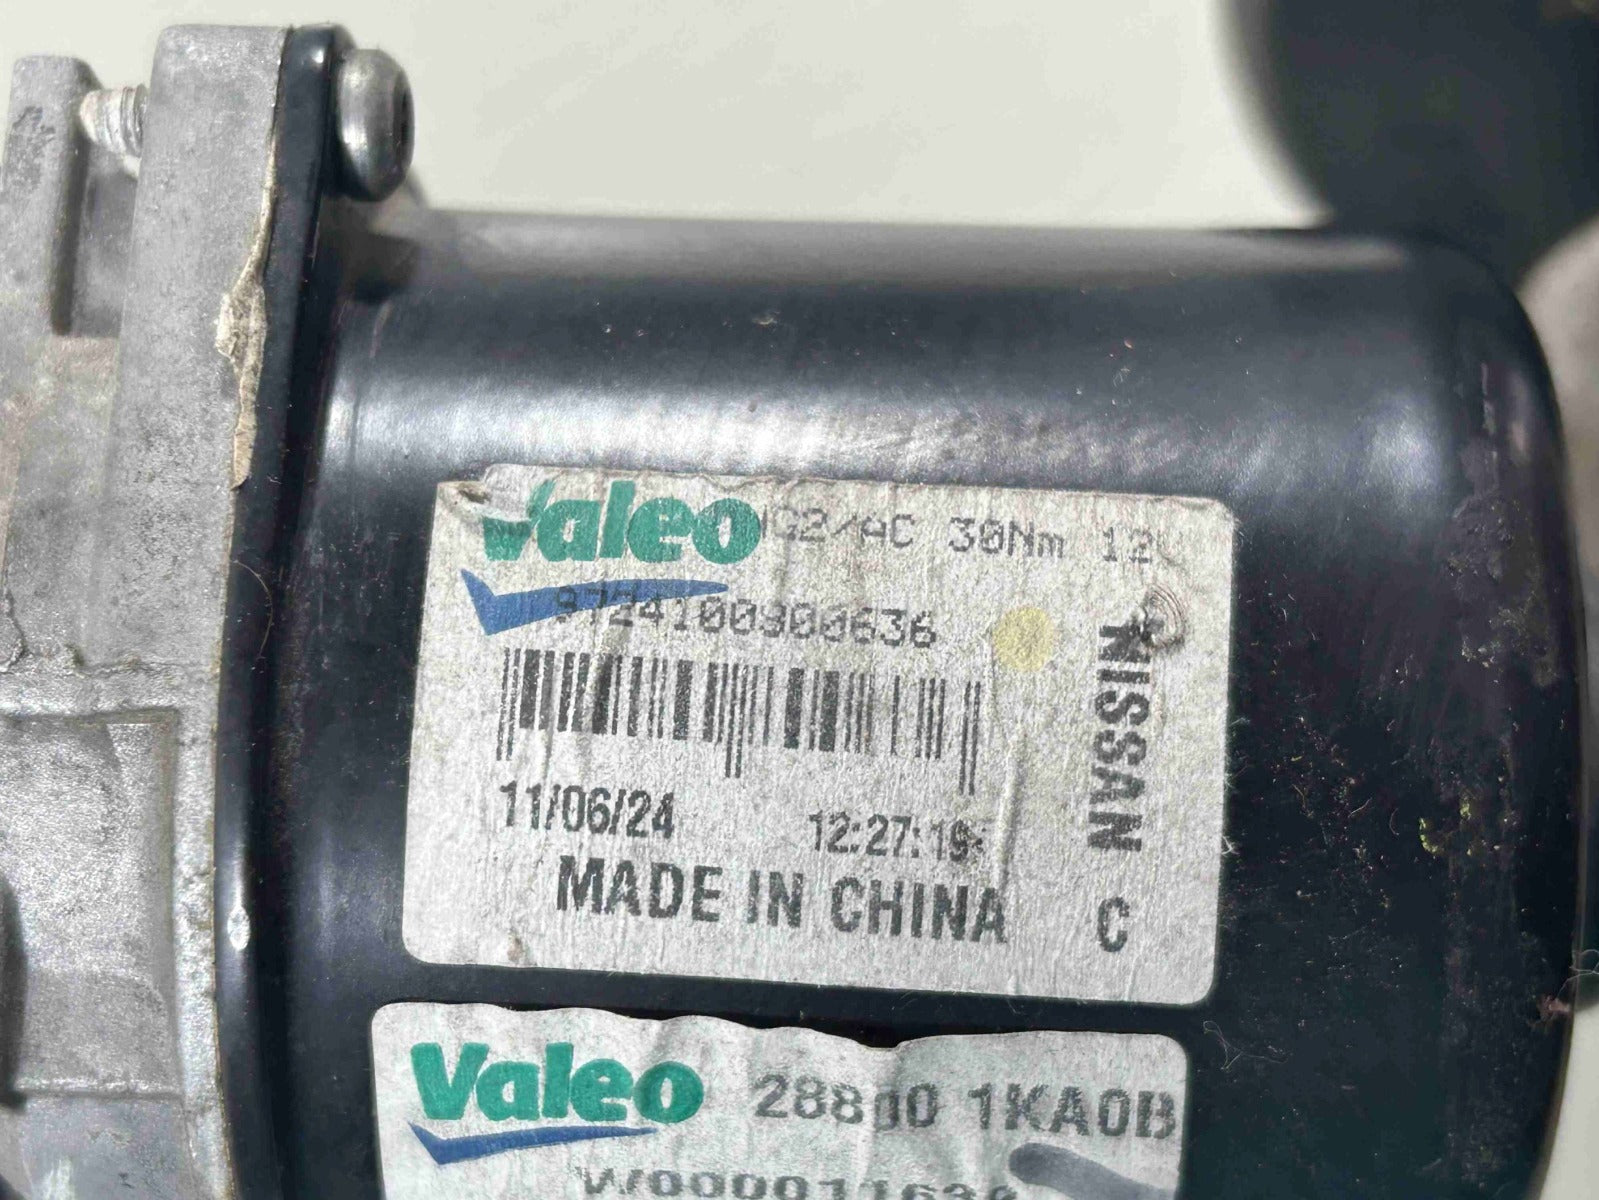 Valeo G2/AC 30Nm 12V
9724100900636
11/06/24 12:27:19
MADE IN CHINA
NISSAN C
Valeo 28800 1KA0B